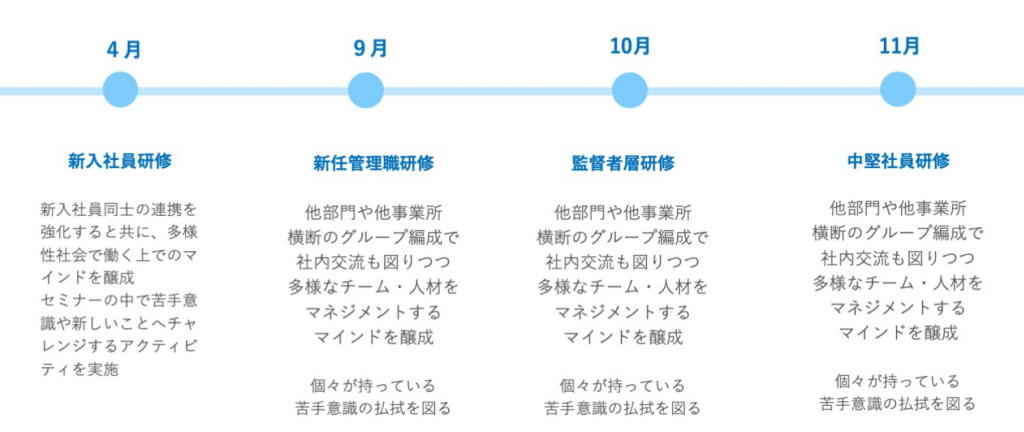 4月
新入社員研修
新入社員同士の連携を
強化すると共に、多様
性社会で働く上でのマ
インドを醸成
セミナーの中で苦手意
識や新しいことへチャ
レンジするアクティビ
ティを実施
9月
新任管理職研修
他部門や他事業所
横断のグループ編成で
社内交流も図りつつ
多様なチーム・人材を
マネジメントする
マインドを醸成
個々が持っている
苦手意識の払拭を図る
10月
監督者層研修
他部門や他事業所
横断のグループ編成で
社内交流も図りつつ
多様なチーム・人材を
マネジメントする
マインドを醸成
個々が持っている
苦手意識の払拭を図る
11月
中堅社員研修
他部門や他事業所
横断のグループ編成で
社内交流も図りつつ
多様なチーム・人材を
マネジメントする
マインドを醸成
個々が持っている
苦手意識の払拭を図る